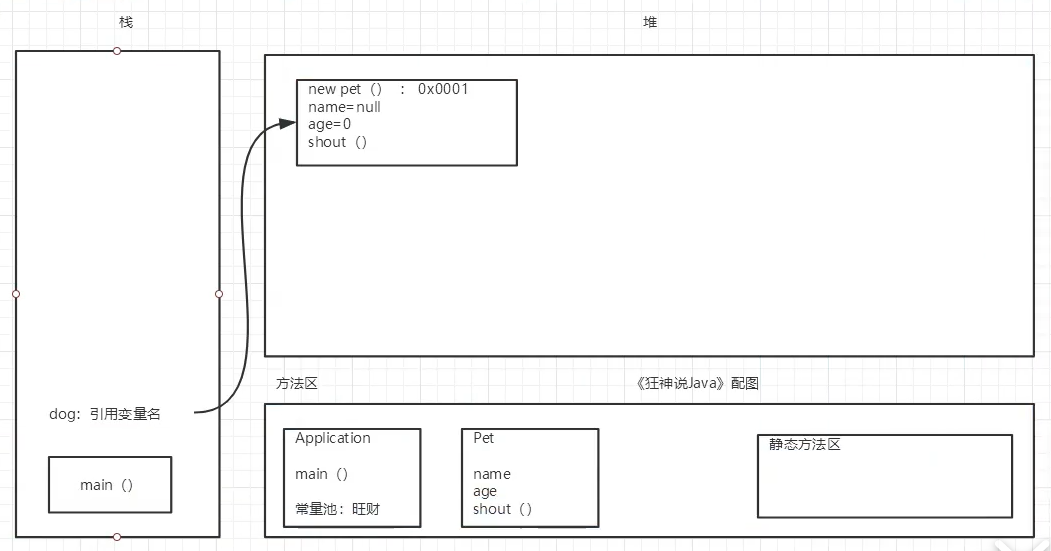 栈
堆
new pet（） ： 0x0001
name=null
age=0
shout（）
dog：引用变量名
main（）
方法区
《狂神说Java》配图
Application
main（）
常量池：旺财
Pet
name
age
shout（）
静态方法区